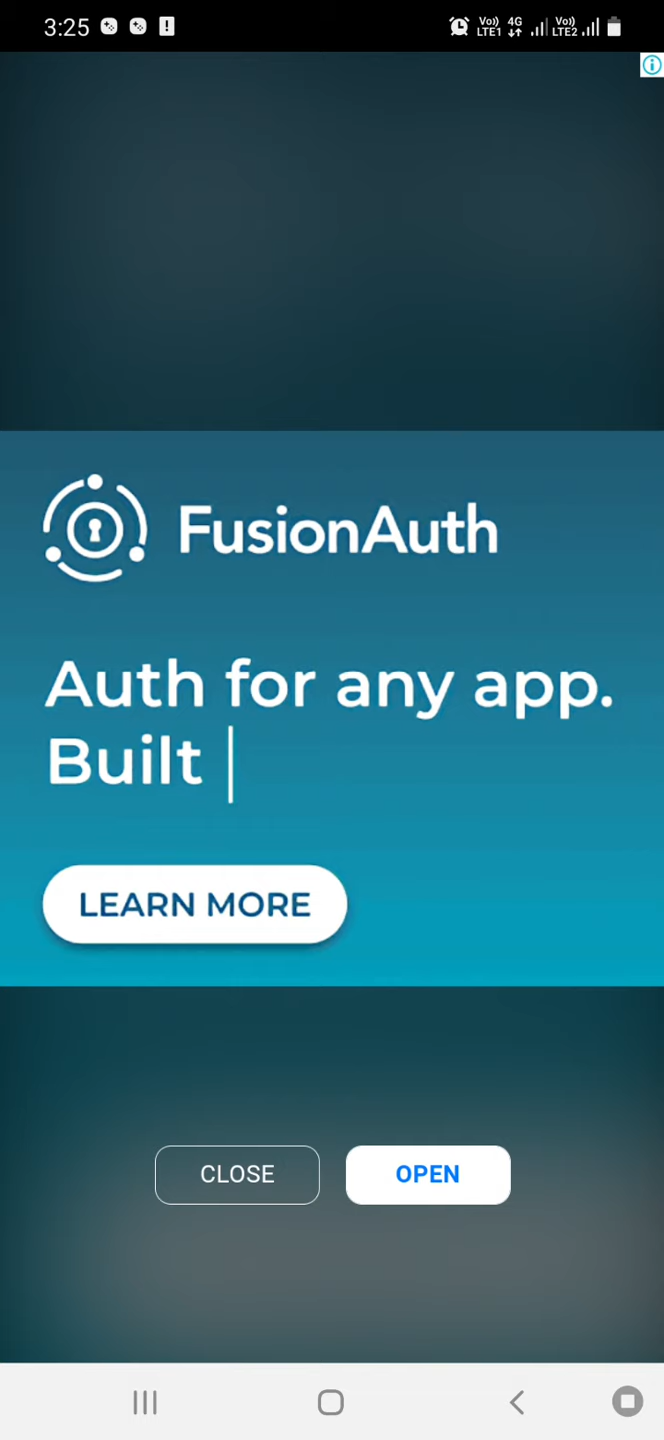 3:25 Vo) LTE1 4G Vo) LTE2
FusionAuth
Auth for any app.
Built
LEARN MORE
CLOSE OPEN